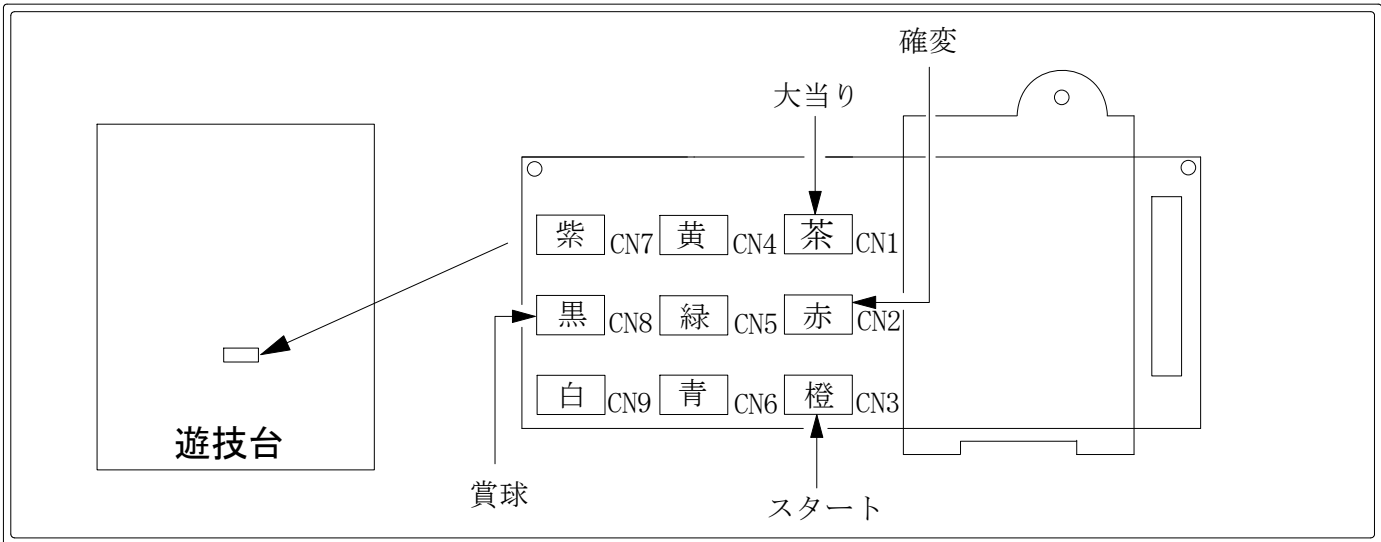 確変
大当り
紫 CN7 黄 CN4 茶 CN1
黒 CN8 緑 CN5 赤 CN2
白 CN9 青 CN6 橙 CN3
遊技台
賞球
スタート